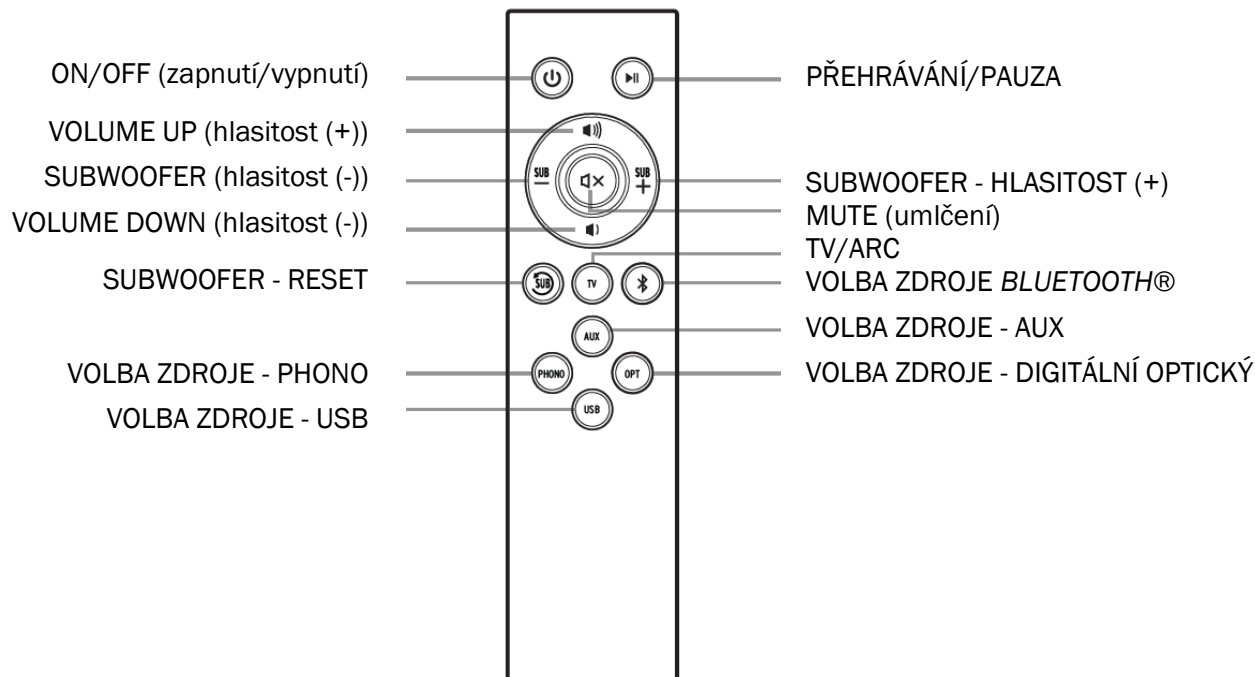 ON/OFF (zapnutí/vypnutí)
VOLUME UP (hlasitost (+))
SUBWOOFER (hlasitost (-))
VOLUME DOWN (hlasitost (-))
SUBWOOFER - RESET
VOLBA ZDROJE - PHONO
VOLBA ZDROJE - USB
SUB
SUB
SUB
TV
AUX
PHONO
OPT
USB
PŘEHRÁVÁNÍ/PAUZA
SUBWOOFER - HLASITOST (+)
MUTE (umlčení)
TV/ARC
VOLBA ZDROJE BLUETOOTH®
VOLBA ZDROJE - AUX
VOLBA ZDROJE - DIGITÁLNÍ OPTICKÝ